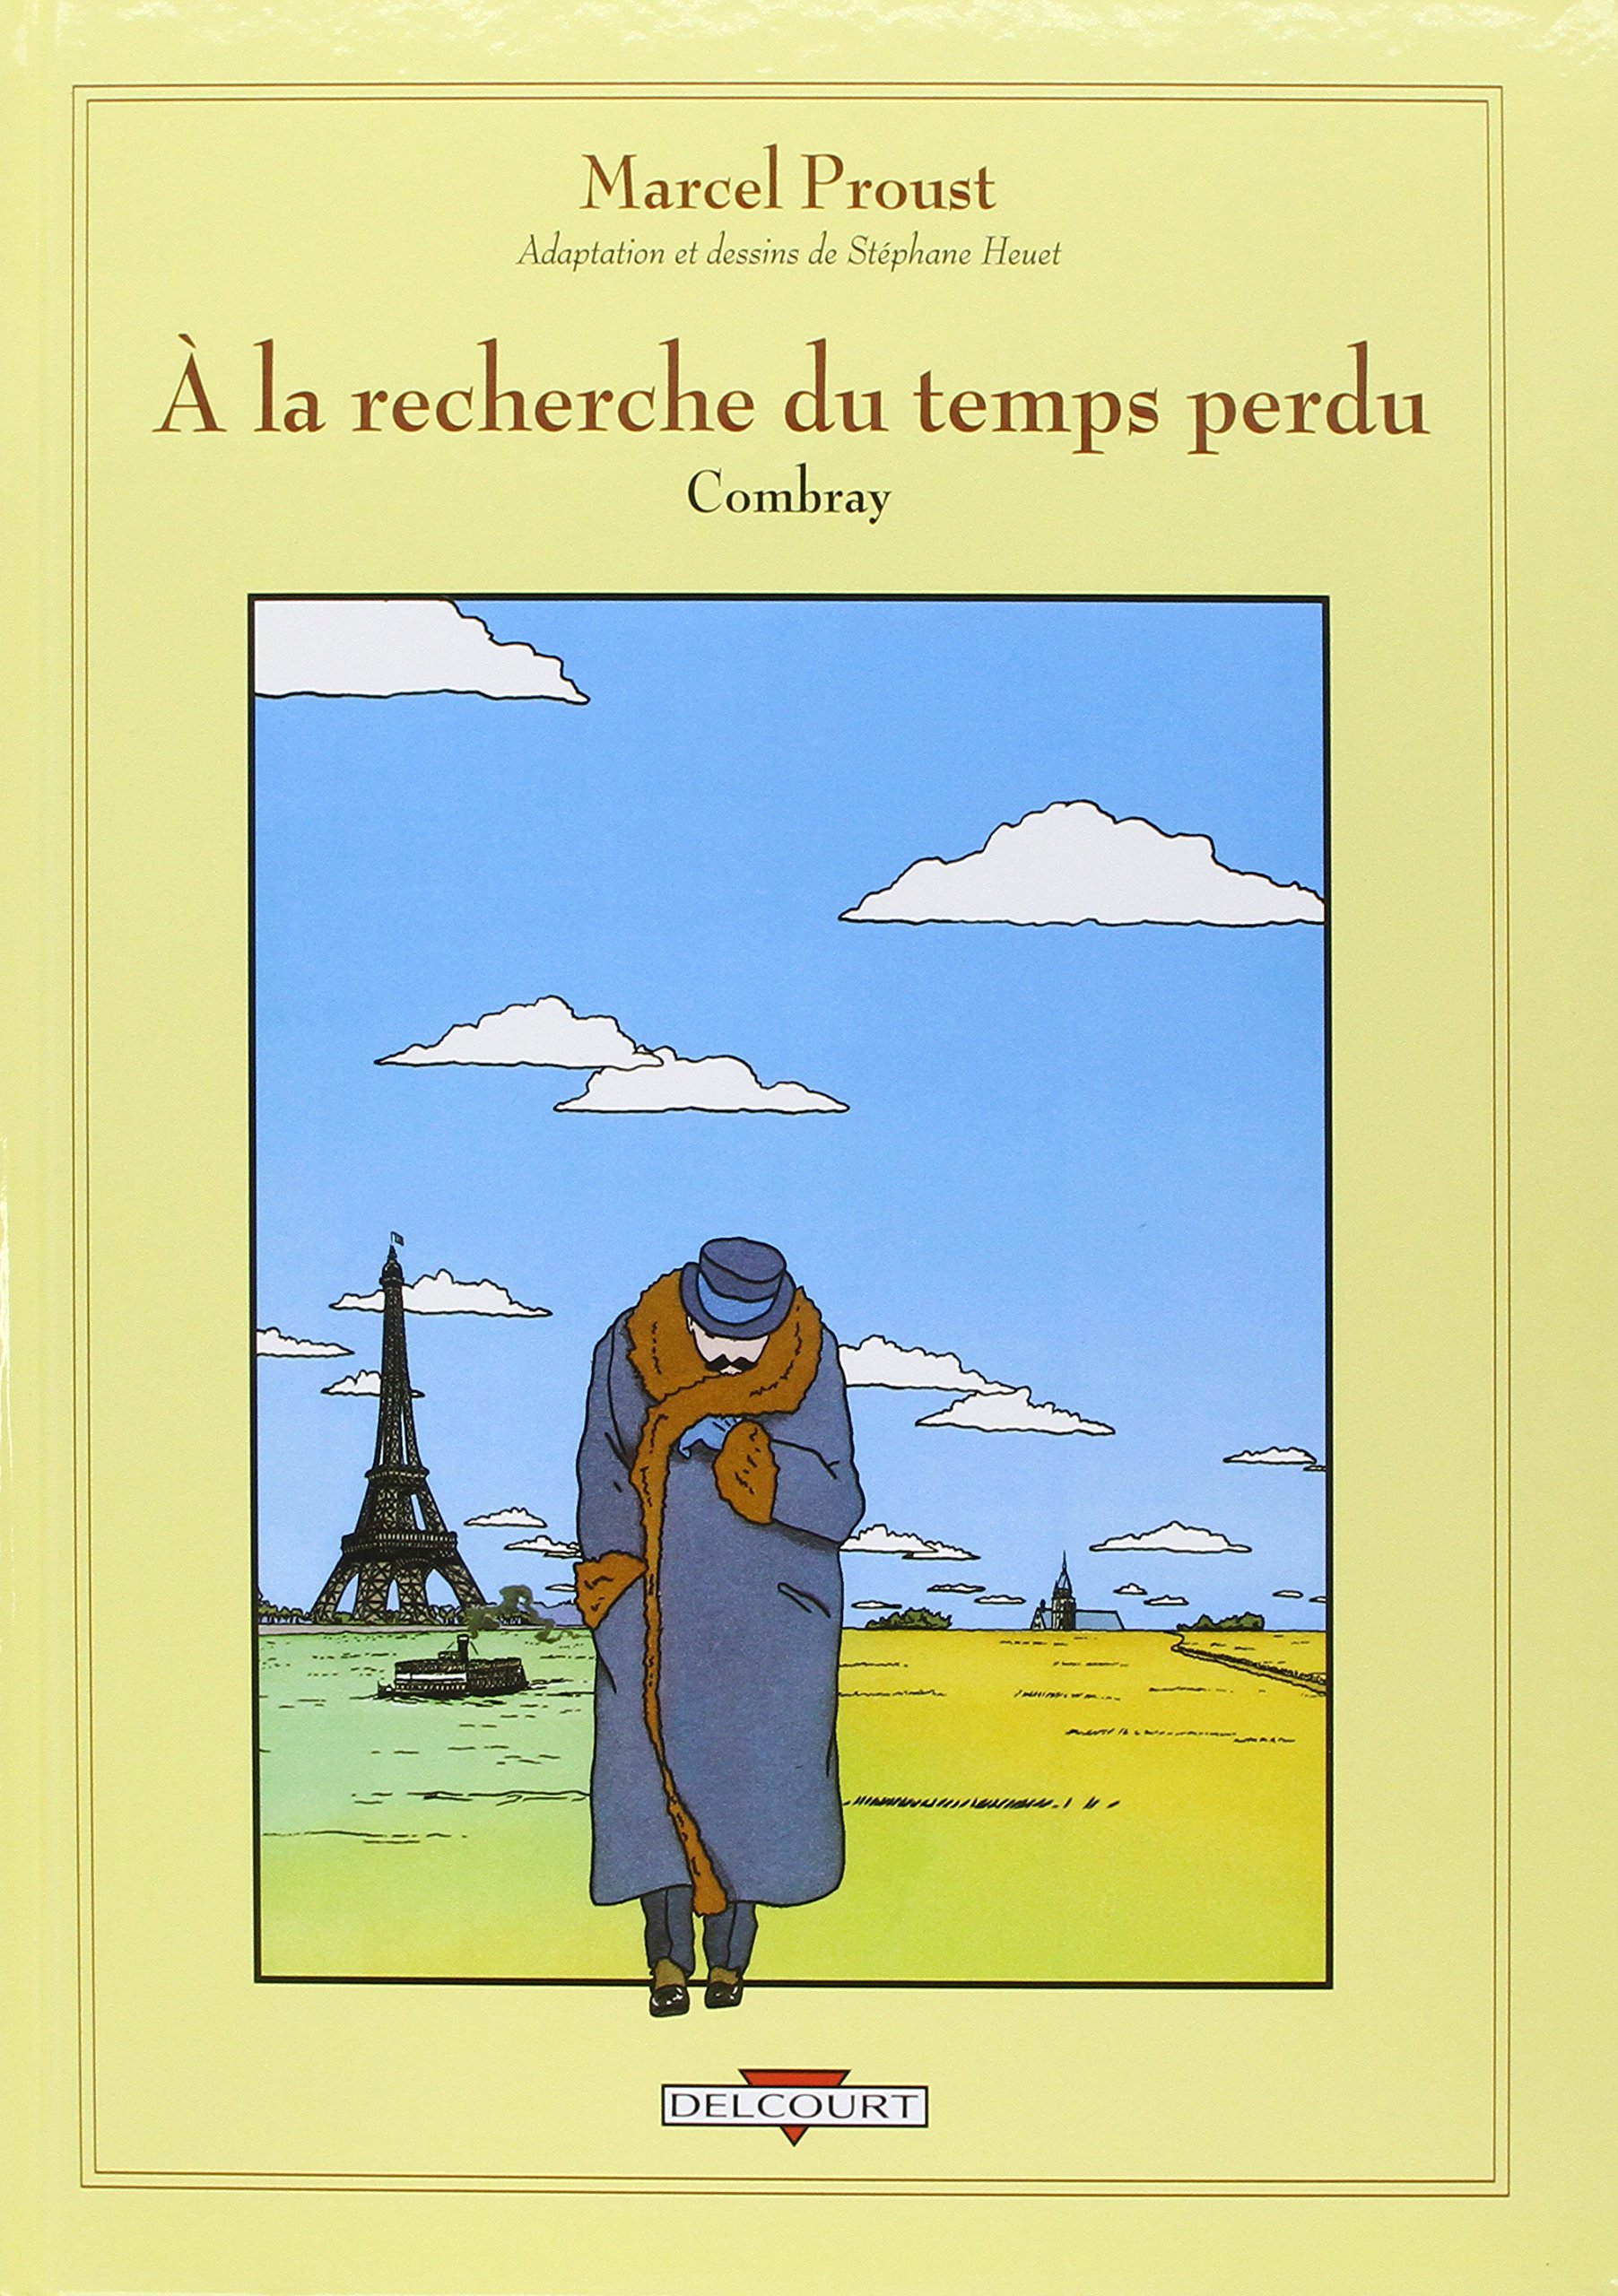 Marcel Proust
Adaptation et dessins de Stéphane Heuet
À la recherche du temps perdu
Combray
DELCOURT